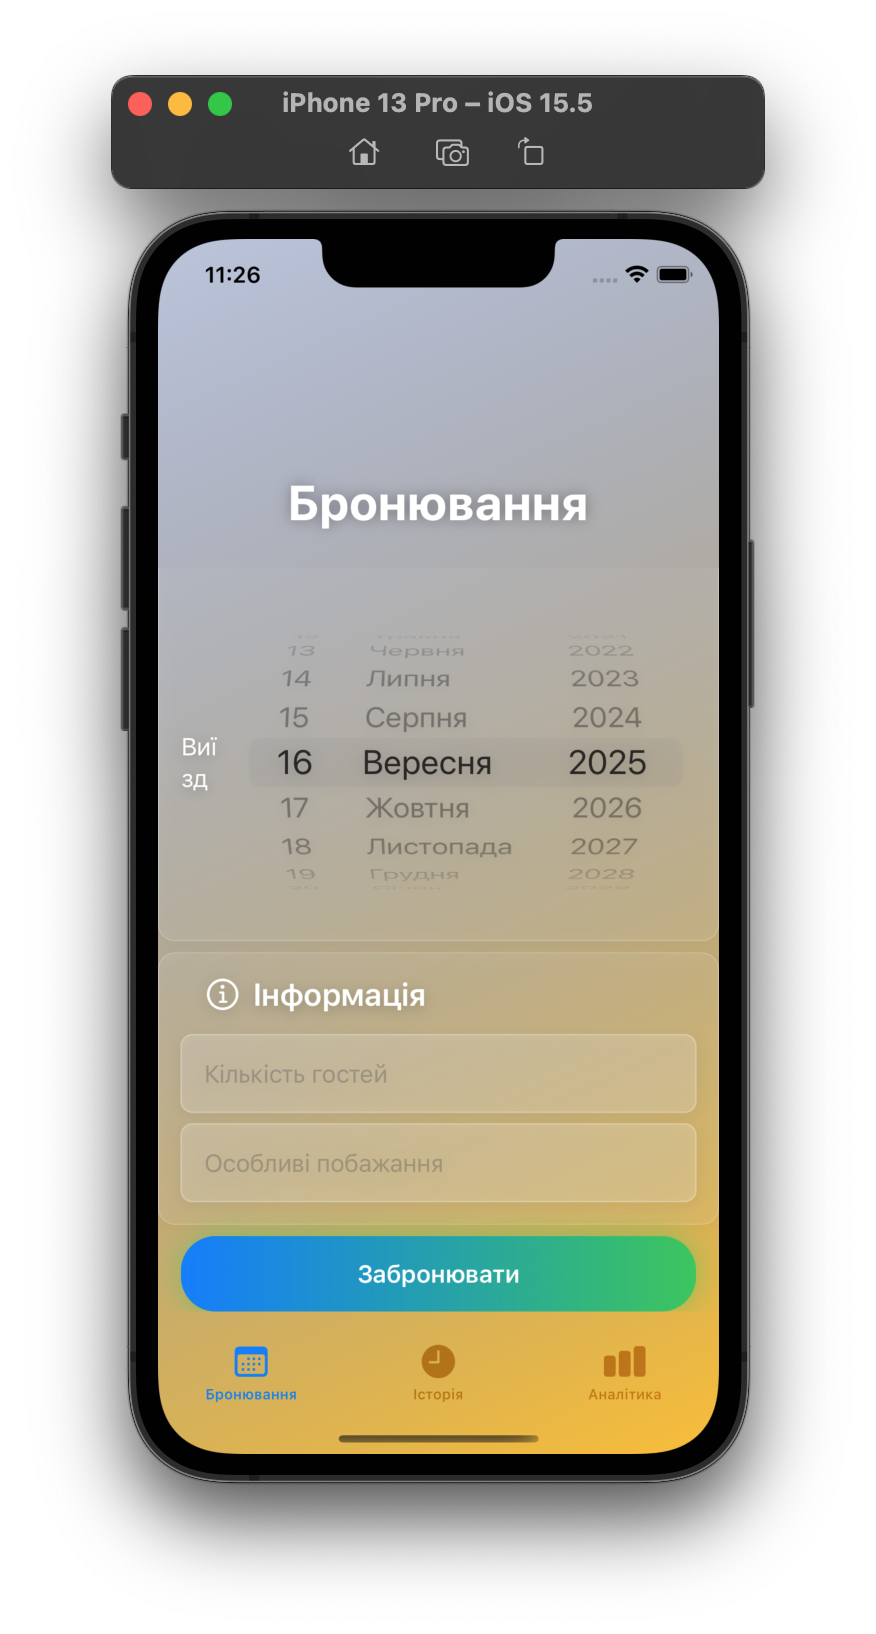 iPhone 13 Pro – iOS 15.5
11:26
Бронювання
13 Червня 2022
14 Липня 2023
15 Серпня 2024
Виї
зд
16 Вересня 2025
17 Жовтня 2026
18 Листопада 2027
19 Грудня 2028
Інформація
Кількість гостей
Особливі побажання
Забронювати
Бронювання
Історія
Аналітика